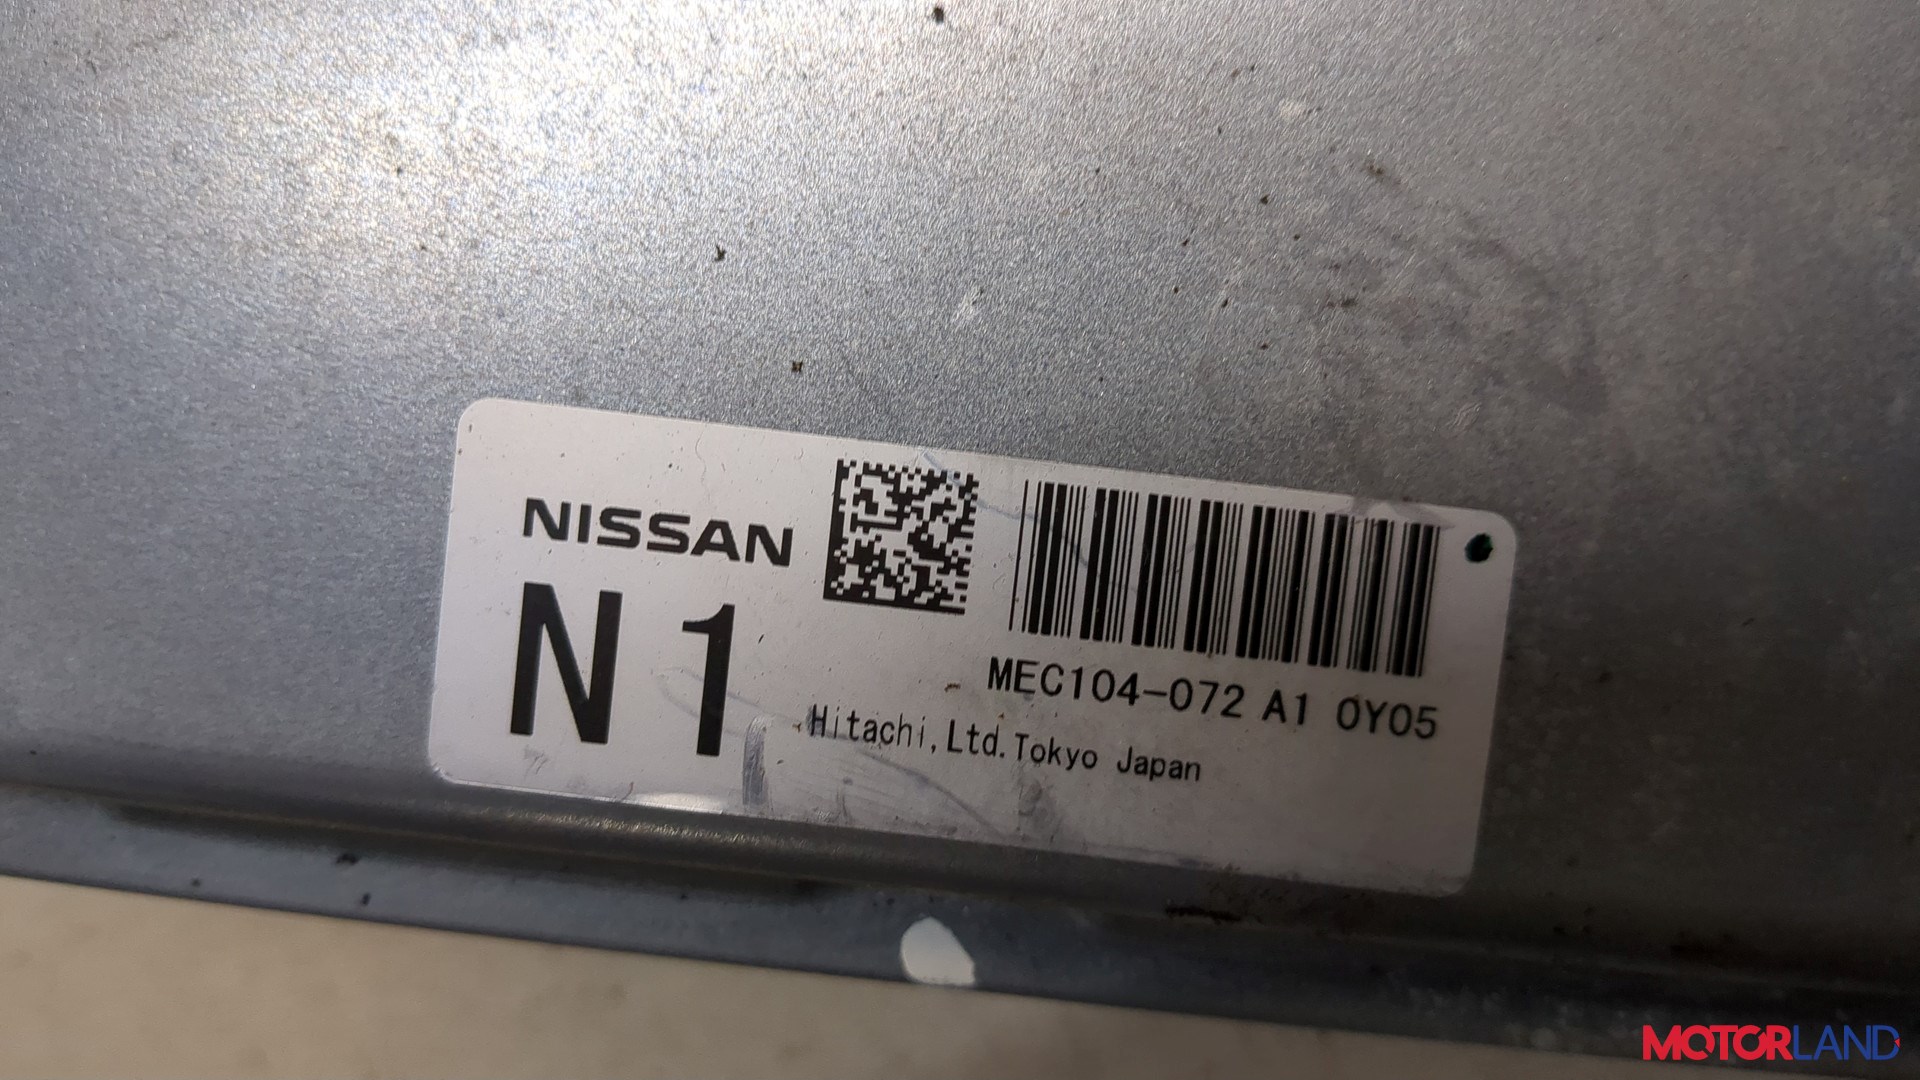 NISSAN
N1
MEC104-072 A1 0Y05
Hitachi,Ltd.Tokyo Japan
MOTORLAND